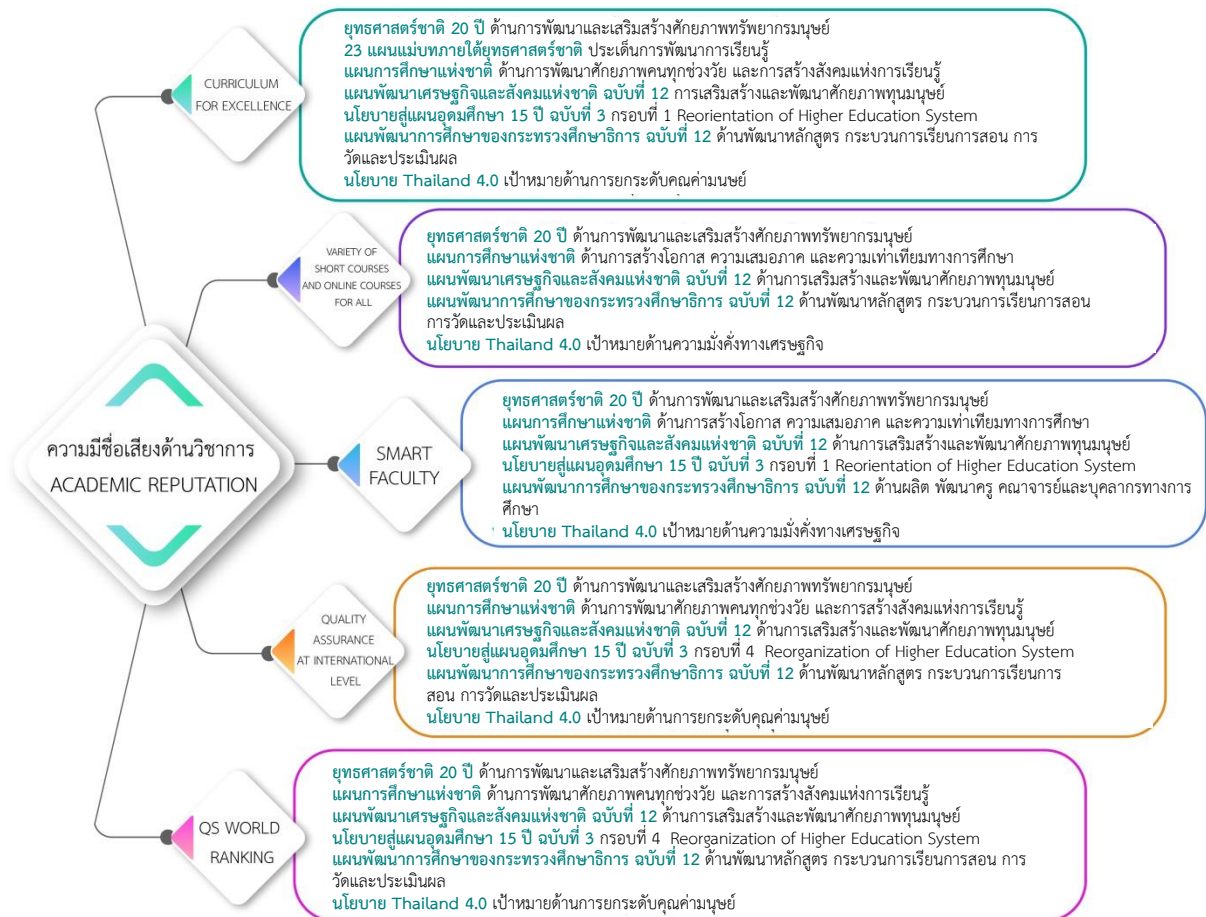 CURRICULUM
FOR EXCELLENCE
ยุทธศาสตร์ชาติ 20 ปี ด้านการพัฒนาและเสริมสร้างศักยภาพทรัพยากรมนุษย์
23 แผนแม่บทภายใต้ยุทธศาสตร์ชาติ ประเด็นการพัฒนาการเรียนรู้
แผนการศึกษาแห่งชาติ ด้านการพัฒนาศักยภาพคนทุกช่วงวัย และการสร้างสังคมแห่งการเรียนรู้
แผนพัฒนาเศรษฐกิจและสังคมแห่งชาติ ฉบับที่ 12 การเสริมสร้างและพัฒนาศักยภาพทุนมนุษย์
นโยบายสู่แผนอุดมศึกษา 15 ปี ฉบับที่ 3 กรอบที่ 1 Reorientation of Higher Education System
แผนพัฒนาการศึกษาของกระทรวงศึกษาธิการ ฉบับที่ 12 ด้านพัฒนาหลักสูตร กระบวนการเรียนการสอน การ
วัดและประเมินผล
นโยบาย Thailand 4.0 เป้าหมายด้านการยกระดับคุณค่ามนุษย์
VARIETY OF
SHORT COURSES
AND ONLINE COURSES
FOR ALL
ยุทธศาสตร์ชาติ 20 ปี ด้านการพัฒนาและเสริมสร้างศักยภาพทรัพยากรมนุษย์
แผนการศึกษาแห่งชาติ ด้านการสร้างโอกาส ความเสมอภาค และความเท่าเทียมทางการศึกษา
แผนพัฒนาเศรษฐกิจและสังคมแห่งชาติ ฉบับที่ 12 ด้านการเสริมสร้างและพัฒนาศักยภาพทุนมนุษย์
แผนพัฒนาการศึกษาของกระทรวงศึกษาธิการ ฉบับที่ 12 ด้านพัฒนาหลักสูตร กระบวนการเรียนการสอน
การวัดและประเมินผล
นโยบาย Thailand 4.0 เป้าหมายด้านความมั่งคั่งทางเศรษฐกิจ
ความมีชื่อเสียงด้านวิชาการ
ACADEMIC REPUTATION
SMART
FACULTY
ยุทธศาสตร์ชาติ 20 ปี ด้านการพัฒนาและเสริมสร้างศักยภาพทรัพยากรมนุษย์
แผนการศึกษาแห่งชาติ ด้านการสร้างโอกาส ความเสมอภาค และความเท่าเทียมทางการศึกษา
แผนพัฒนาเศรษฐกิจและสังคมแห่งชาติ ฉบับที่ 12 ด้านการเสริมสร้างและพัฒนาศักยภาพทุนมนุษย์
นโยบายสู่แผนอุดมศึกษา 15 ปี ฉบับที่ 3 กรอบที่ 1 Reorientation of Higher Education System
แผนพัฒนาการศึกษาของกระทรวงศึกษาธิการ ฉบับที่ 12 ด้านผลิต พัฒนาครู คณาจารย์และบุคลากรทางการ
ศึกษา
นโยบาย Thailand 4.0 เป้าหมายด้านความมั่งคั่งทางเศรษฐกิจ
QUALITY
ASSURANCE
AT INTERNATIONAL
LEVEL
ยุทธศาสตร์ชาติ 20 ปี ด้านการพัฒนาและเสริมสร้างศักยภาพทรัพยากรมนุษย์
แผนการศึกษาแห่งชาติ ด้านการพัฒนาศักยภาพคนทุกช่วงวัย และการสร้างสังคมแห่งการเรียนรู้
แผนพัฒนาเศรษฐกิจและสังคมแห่งชาติ ฉบับที่ 12 ด้านการเสริมสร้างและพัฒนาศักยภาพทุนมนุษย์
นโยบายสู่แผนอุดมศึกษา 15 ปี ฉบับที่ 3 กรอบที่ 4 Reorganization of Higher Education System
แผนพัฒนาการศึกษาของกระทรวงศึกษาธิการ ฉบับที่ 12 ด้านพัฒนาหลักสูตร กระบวนการเรียนการ
สอน การวัดและประเมินผล
นโยบาย Thailand 4.0 เป้าหมายด้านการยกระดับคุณค่ามนุษย์
QS WORLD
RANKING
ยุทธศาสตร์ชาติ 20 ปี ด้านการพัฒนาและเสริมสร้างศักยภาพทรัพยากรมนุษย์
แผนการศึกษาแห่งชาติ ด้านการพัฒนาศักยภาพคนทุกช่วงวัย และการสร้างสังคมแห่งการเรียนรู้
แผนพัฒนาเศรษฐกิจและสังคมแห่งชาติ ฉบับที่ 12 ด้านการเสริมสร้างและพัฒนาศักยภาพทุนมนุษย์
นโยบายสู่แผนอุดมศึกษา 15 ปี ฉบับที่ 3 กรอบที่ 4 Reorganization of Higher Education System
แผนพัฒนาการศึกษาของกระทรวงศึกษาธิการ ฉบับที่ 12 ด้านพัฒนาหลักสูตร กระบวนการเรียนการสอน การ
วัดและประเมินผล
นโยบาย Thailand 4.0 เป้าหมายด้านการยกระดับคุณค่ามนุษย์